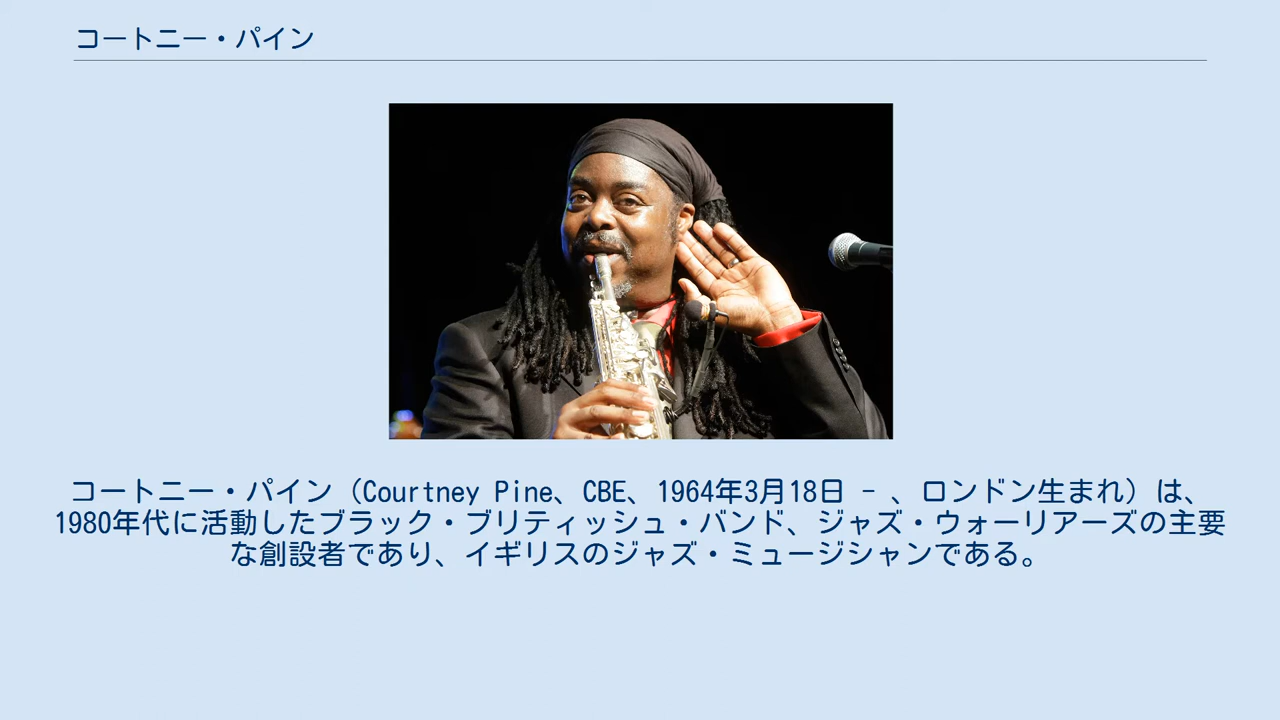 コートニー・パイン
コートニー・パイン（Courtney Pine、CBE、1964年3月18日 - 、ロンドン生まれ）は、
1980年代に活動したブラック・ブリティッシュ・バンド、ジャズ・ウォーリアーズの主要
な創設者であり、イギリスのジャズ・ミュージシャンである。